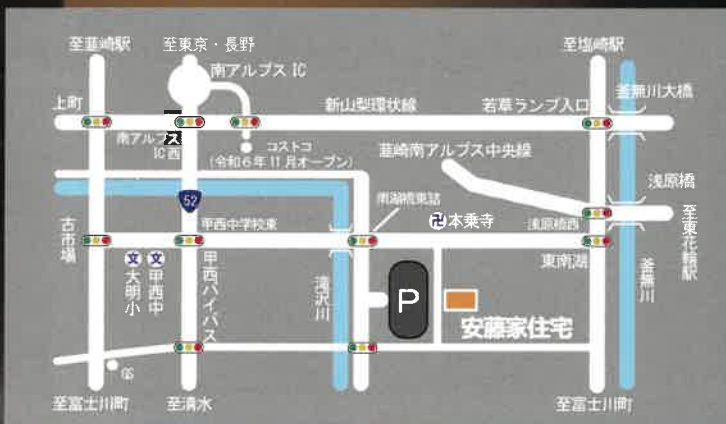 至韮崎駅
至東京・長野
至塩崎駅
南アルプスIC
釜無川大橋
上町
新山梨環状線
若草ランプ入口
南アルプス
IC西
コストコ
(令和6年11月オープン)
韮崎南アルプス中央線
浅原橋
52
南湖橋東詰
卍本乗寺
古市場
甲西中学校東
浅原橋西
至東花輪駅
文
大明小
文
甲西中
甲西バイパス
滝沢川
P
東南湖
釜無川
安藤家住宅
GS
至富士川町
至清水
至富士川町